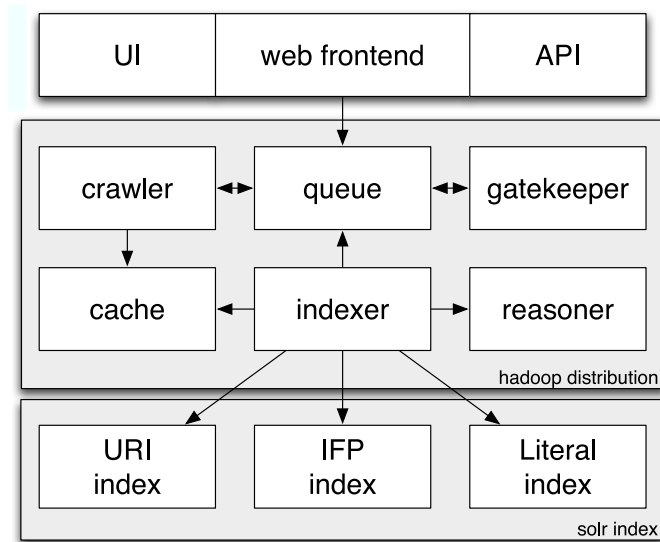 UI
web frontend
API
crawler
queue
gatekeeper
cache
indexer
reasoner
hadoop distribution
URI
index
IFP
index
Literal
index
solr index